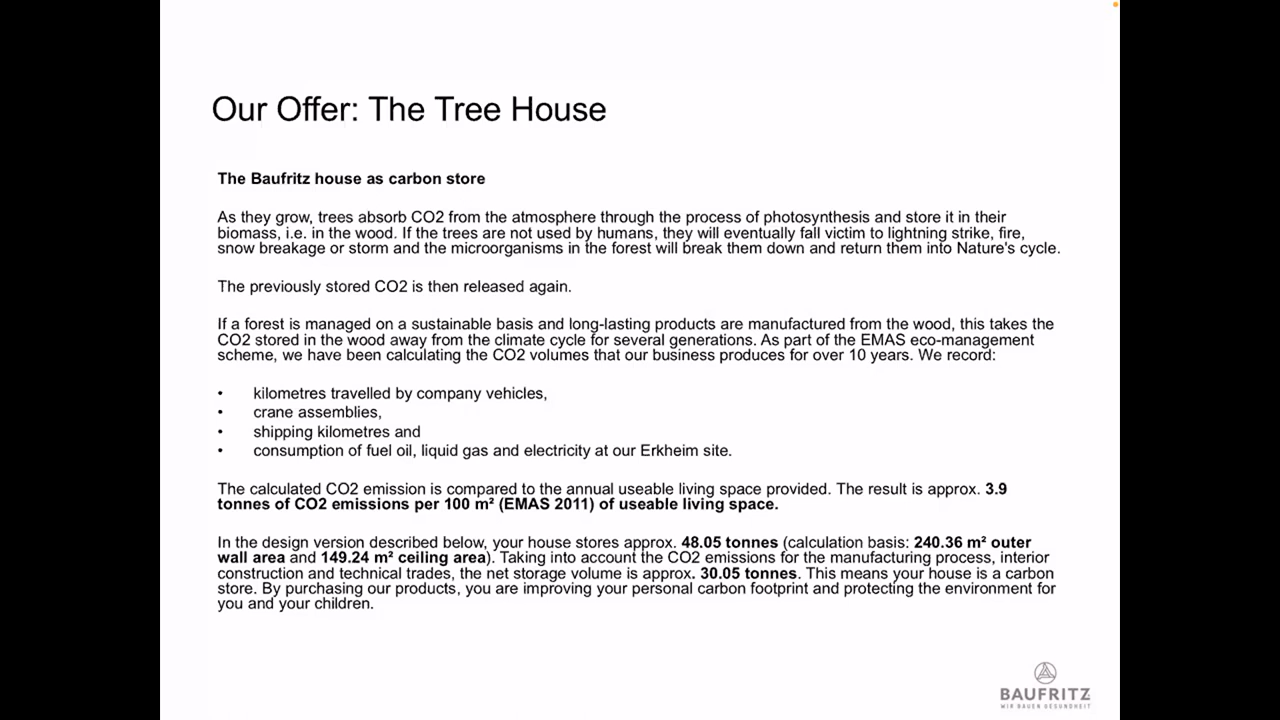 Our Offer: The Tree House
The Baufritz house as carbon store
As they grow, trees absorb CO2 from the atmosphere through the process of photosynthesis and store it in their
biomass, i.e. in the wood. If the trees are not used by humans, they will eventually fall victim to lightning strike, fire,
snow breakage or storm and the microorganisms in the forest will break them down and return them into Nature's cycle.
The previously stored CO2 is then released again.
If a forest is managed on a sustainable basis and long-lasting products are manufactured from the wood, this takes the
CO2 stored in the wood away from the climate cycle for several generations. As part of the EMAS eco-management
scheme, we have been calculating the CO2 volumes that our business produces for over 10 years. We record:
• kilometres travelled by company vehicles,
• crane assemblies,
• shipping kilometres and
• consumption of fuel oil, liquid gas and electricity at our Erkheim site.
The calculated CO2 emission is compared to the annual useable living space provided. The result is approx. 3.9
tonnes of CO2 emissions per 100 m² (EMAS 2011) of useable living space.
In the design version described below, your house stores approx. 48.05 tonnes (calculation basis: 240.36 m² outer
wall area and 149.24 m² ceiling area). Taking into account the CO2 emissions for the manufacturing process, interior
construction and technical trades, the net storage volume is approx. 30.05 tonnes. This means your house is a carbon
store. By purchasing our products, you are improving your personal carbon footprint and protecting the environment for
you and your children.
BAUFRITZ
WIR BAUEN GESUNDHEIT